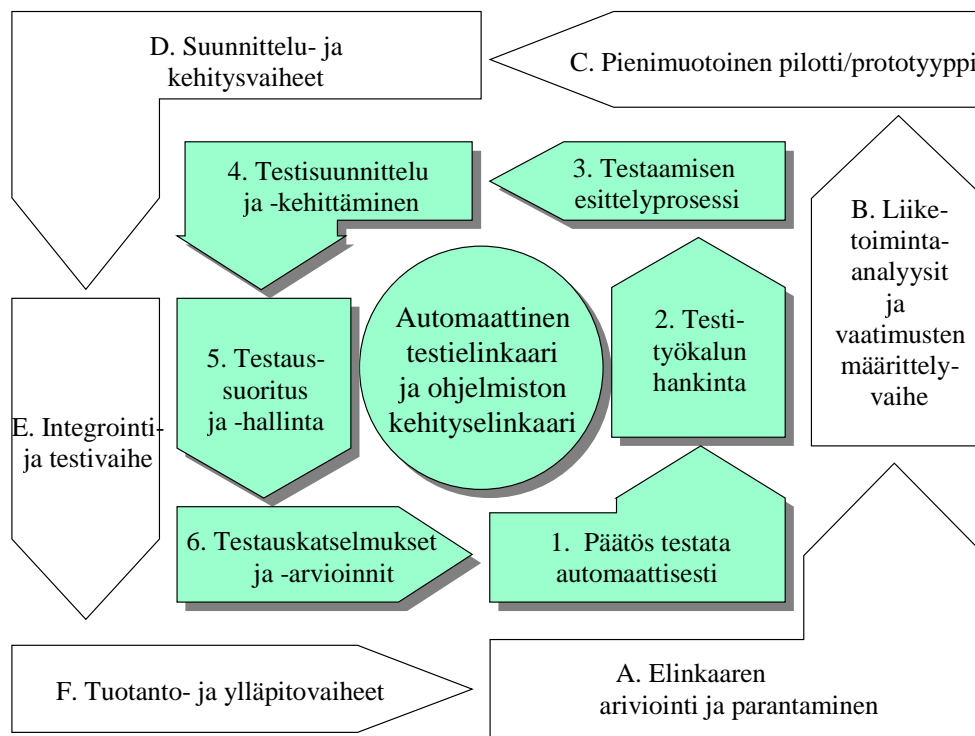 D. Suunnittelu- ja
kehitysvaiheet
C. Pienimuotoinen pilotti/prototyyppi
4. Testisuunnittelu
ja -kehittäminen
3. Testaamisen
esittelyprosessi
B. Liike-
toiminta-
analyysit
ja
vaatimusten
määrittely-
vaihe
Automaattinen
testielinkaari
ja ohjelmiston
kehityselinkaari
2. Testi-
työkalun
hankinta
5. Testaus-
suoritus
ja -hallinta
E. Integrointi-
ja testivaihe
6. Testauskatselmukset
ja -arvioinnit
1. Päätös testata
automaattisesti
F. Tuotanto- ja ylläpitovaiheet
A. Elinkaaren
ariviointi ja parantaminen